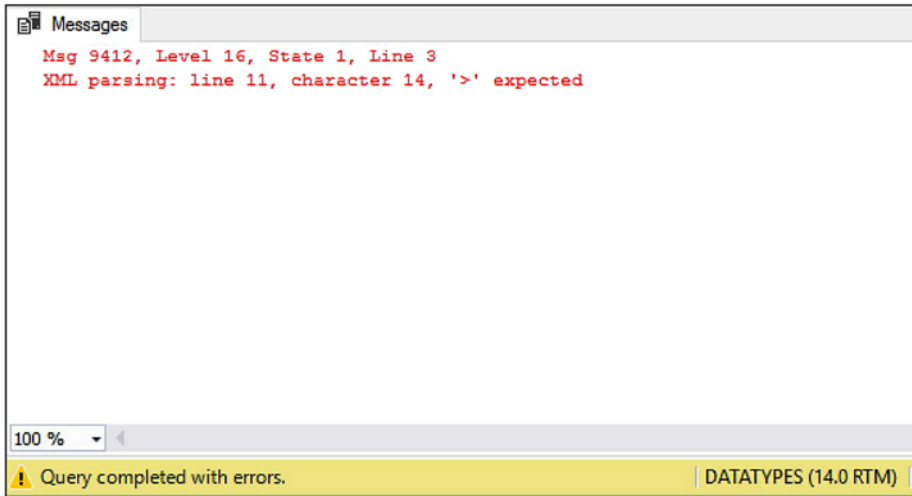 Messages
Msg 9412, Level 16, State 1, Line 3
XML parsing: line 11, character 14, '>' expected
100 %
Query completed with errors.
DATATYPES (14.0 RTM)